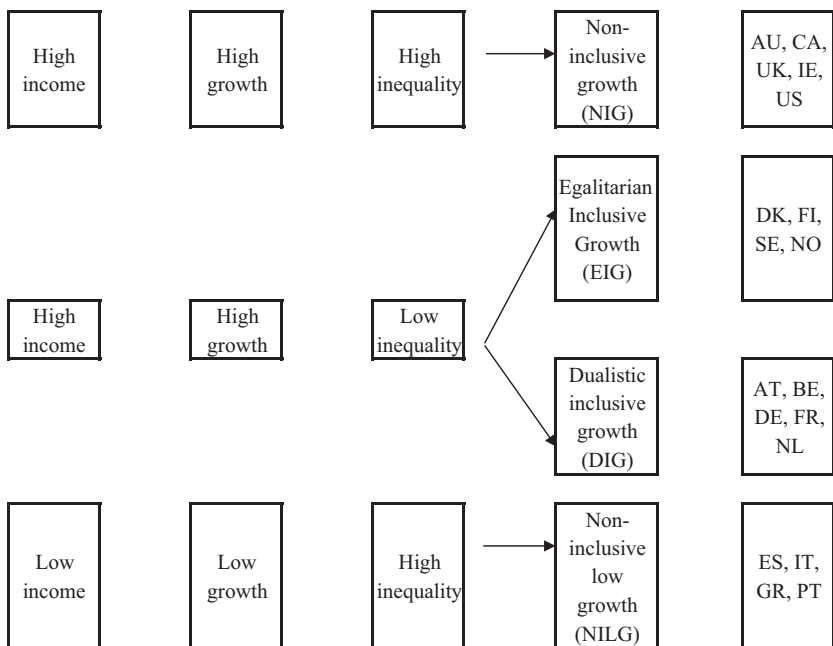 High
income
High
growth
High
inequality
Non-
inclusive
growth
(NIG)
AU, CA,
UK, IE,
US
Egalitarian
Inclusive
Growth
(EIG)
DK, FI,
SE, NO
High
income
High
growth
Low
inequality
Dualistic
inclusive
growth
(DIG)
AT, BE,
DE, FR,
NL
Low
income
Low
growth
High
inequality
Non-
inclusive
low
growth
(NILG)
ES, IT,
GR, PT